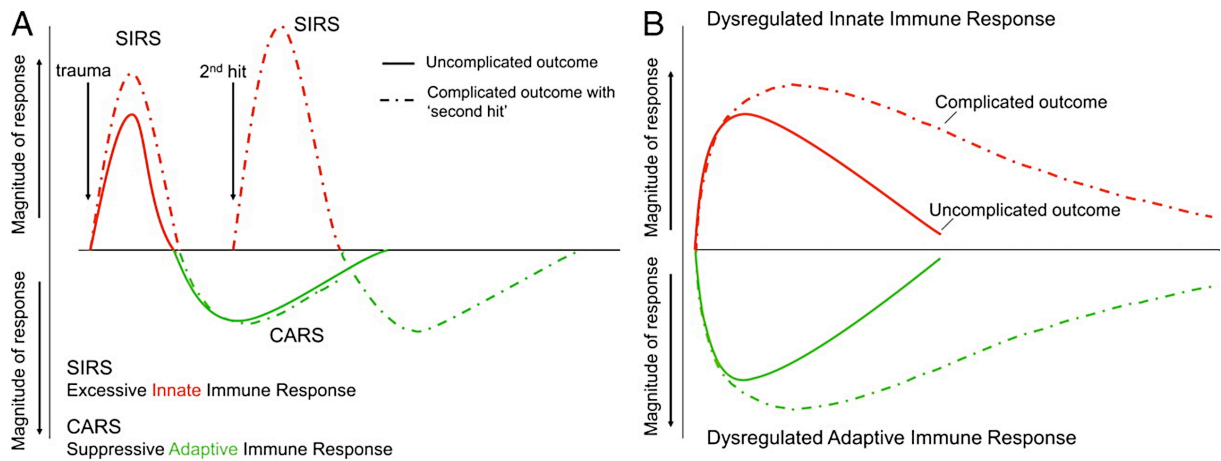 A
SIRS
SIRS
trauma
2nd hit
Uncomplicated outcome
Complicated outcome with
‘second hit’
Magnitude of response
Magnitude of response
CARS
SIRS
Excessive Innate Immune Response
CARS
Suppressive Adaptive Immune Response
B
Dysregulated Innate Immune Response
Magnitude of response
Complicated outcome
Uncomplicated outcome
Magnitude of response
Dysregulated Adaptive Immune Response